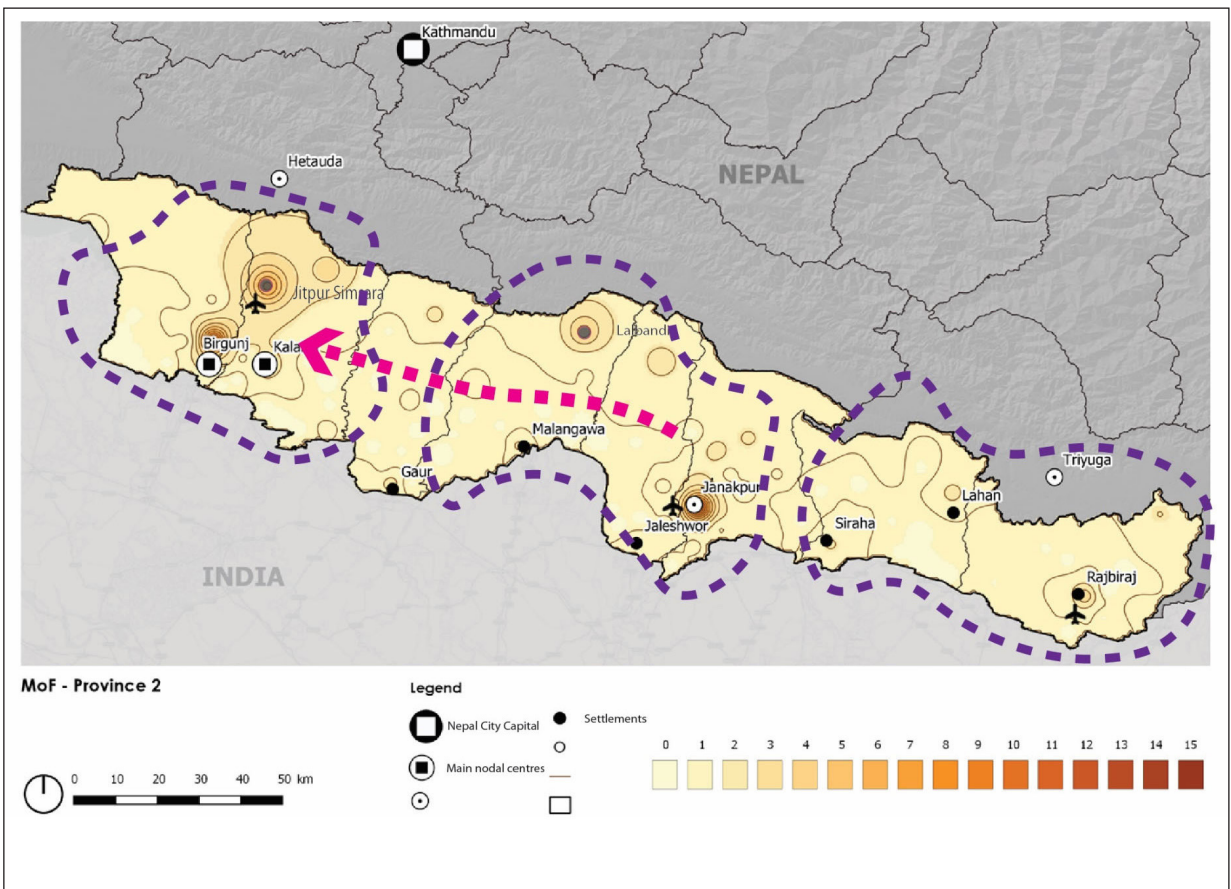 Kathmandu
Hetauda
NEPAL
Jitpur Simara
Lalbandi
Birgunj
Kala
Malangawa
Gaur
Janakpur
Jaleshwor
Siraha
Lahan
Triyuga
Rajbiraj
INDIA
MoF - Province 2
Legend
Nepal City Capital
Settlements
Main nodal centres
0 10 20 30 40 50 km
0 1 2 3 4 5 6 7 8 9 10 11 12 13 14 15